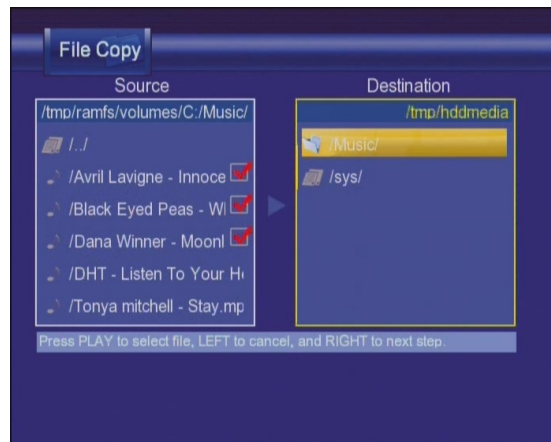 File Copy
Source
Destination
/tmp/ramfs/volumes/C:/Music/
/tmp/hddmedia
/../
/Music/
/Avril Lavigne - Innoce
/sys/
/Black Eyed Peas - Wl
/Dana Winner - Moonl
/DHT - Listen To Your H
/Tonya mitchell - Stay.mp
Press PLAY to select file, LEFT to cancel, and RIGHT to next step.